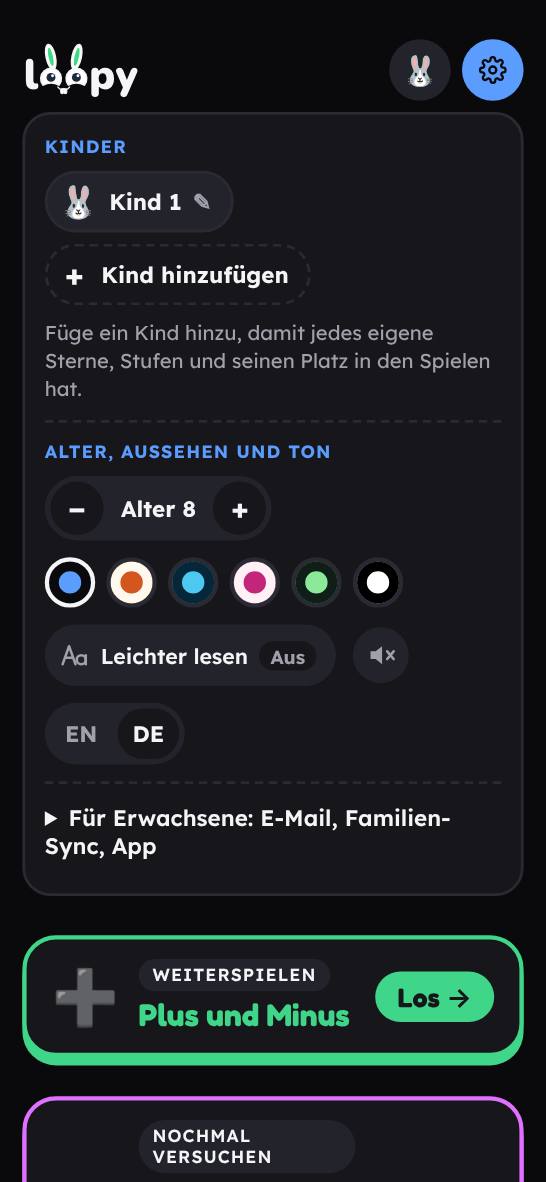 loopy
KINDER
Kind 1
+ Kind hinzufügen
Füge ein Kind hinzu, damit jedes eigene
Sterne, Stufen und seinen Platz in den Spielen
hat.
ALTER, AUSSEHEN UND TON
− Alter 8 +
Aa Leichter lesen Aus
EN DE
Für Erwachsene: E-Mail, Familien-
Sync, App
WEITERSPIELEN
Plus und Minus
Los →
NOCHMAL
VERSUCHEN